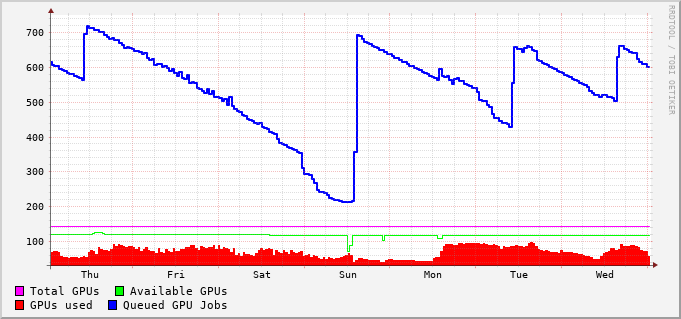 700
600
500
400
300
200
100
Thu Fri Sat Sun Mon Tue Wed
Total GPUs Available GPUs
GPUs used Queued GPU Jobs
RRDTOOL / TOBI OETIKER